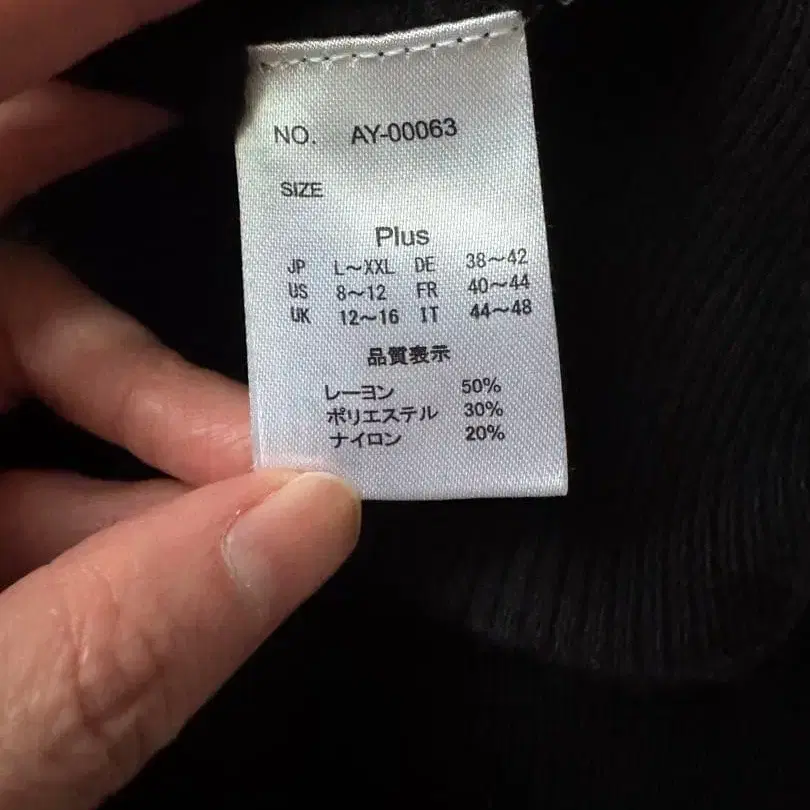 NO. AY-00063
SIZE
Plus
JP L～XXL DE 38～42
US 8～12 FR 40～44
UK 12～16 IT 44～48
品質表示
レーヨン 50%
ポリエステル 30%
ナイロン 20%